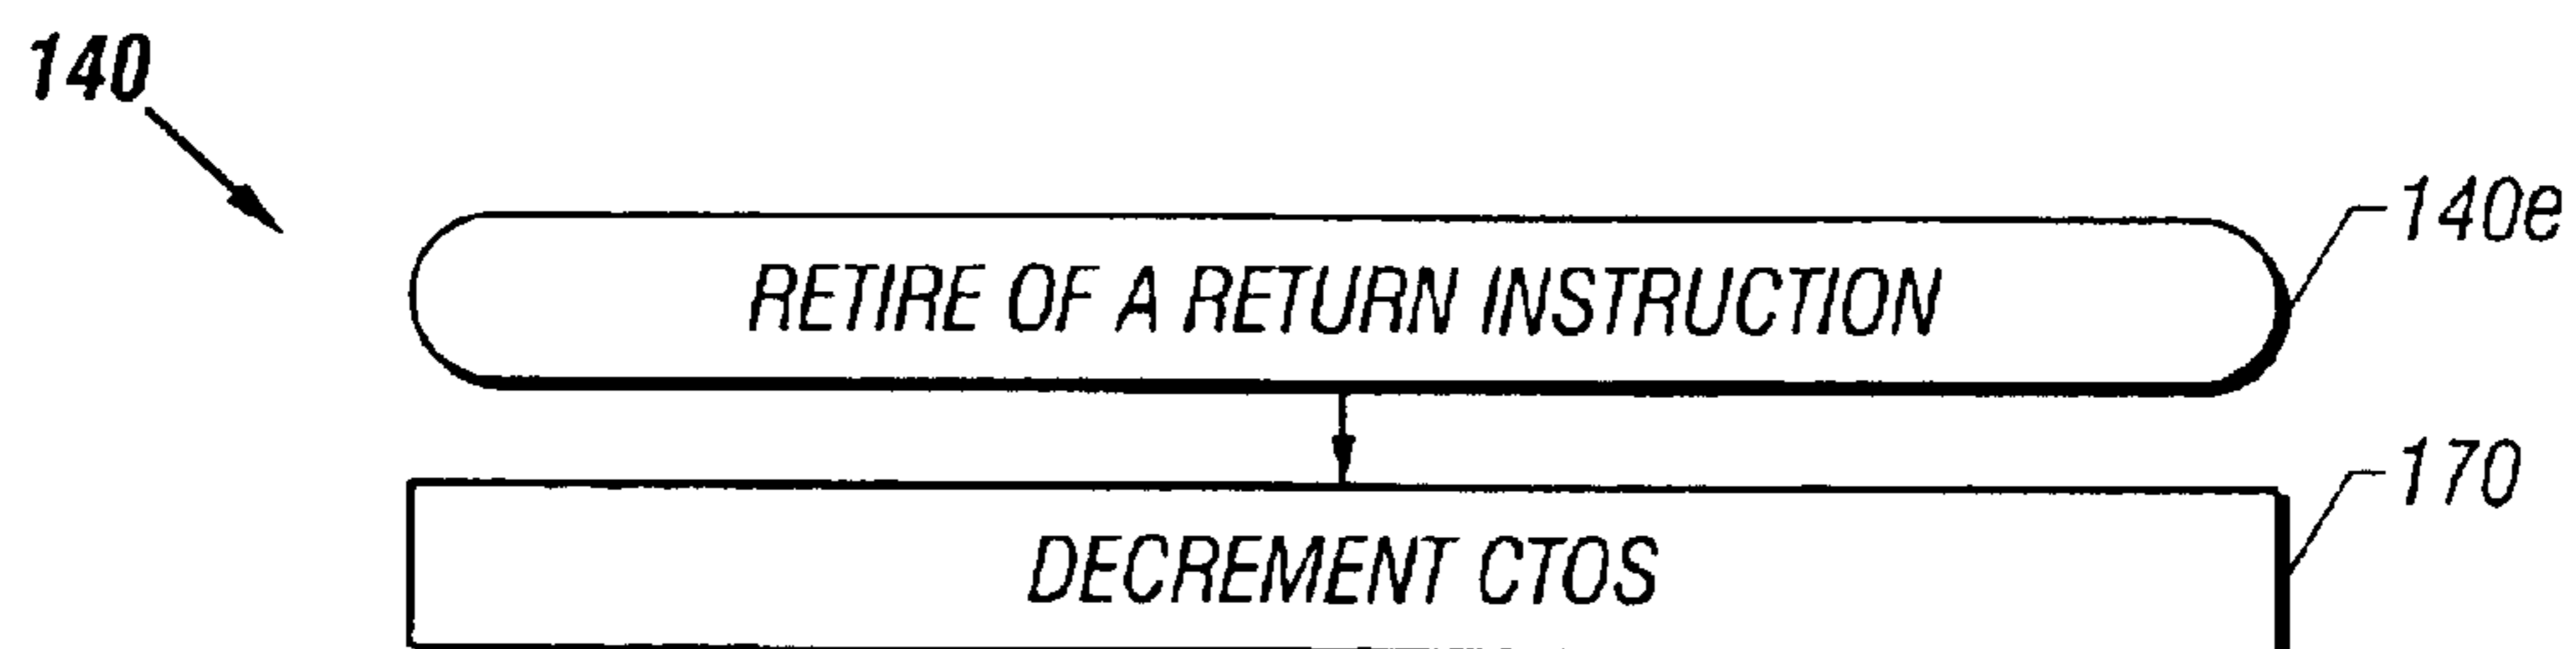 140
RETIRE OF A RETURN INSTRUCTION
140e
DECREMENT CTOS
170